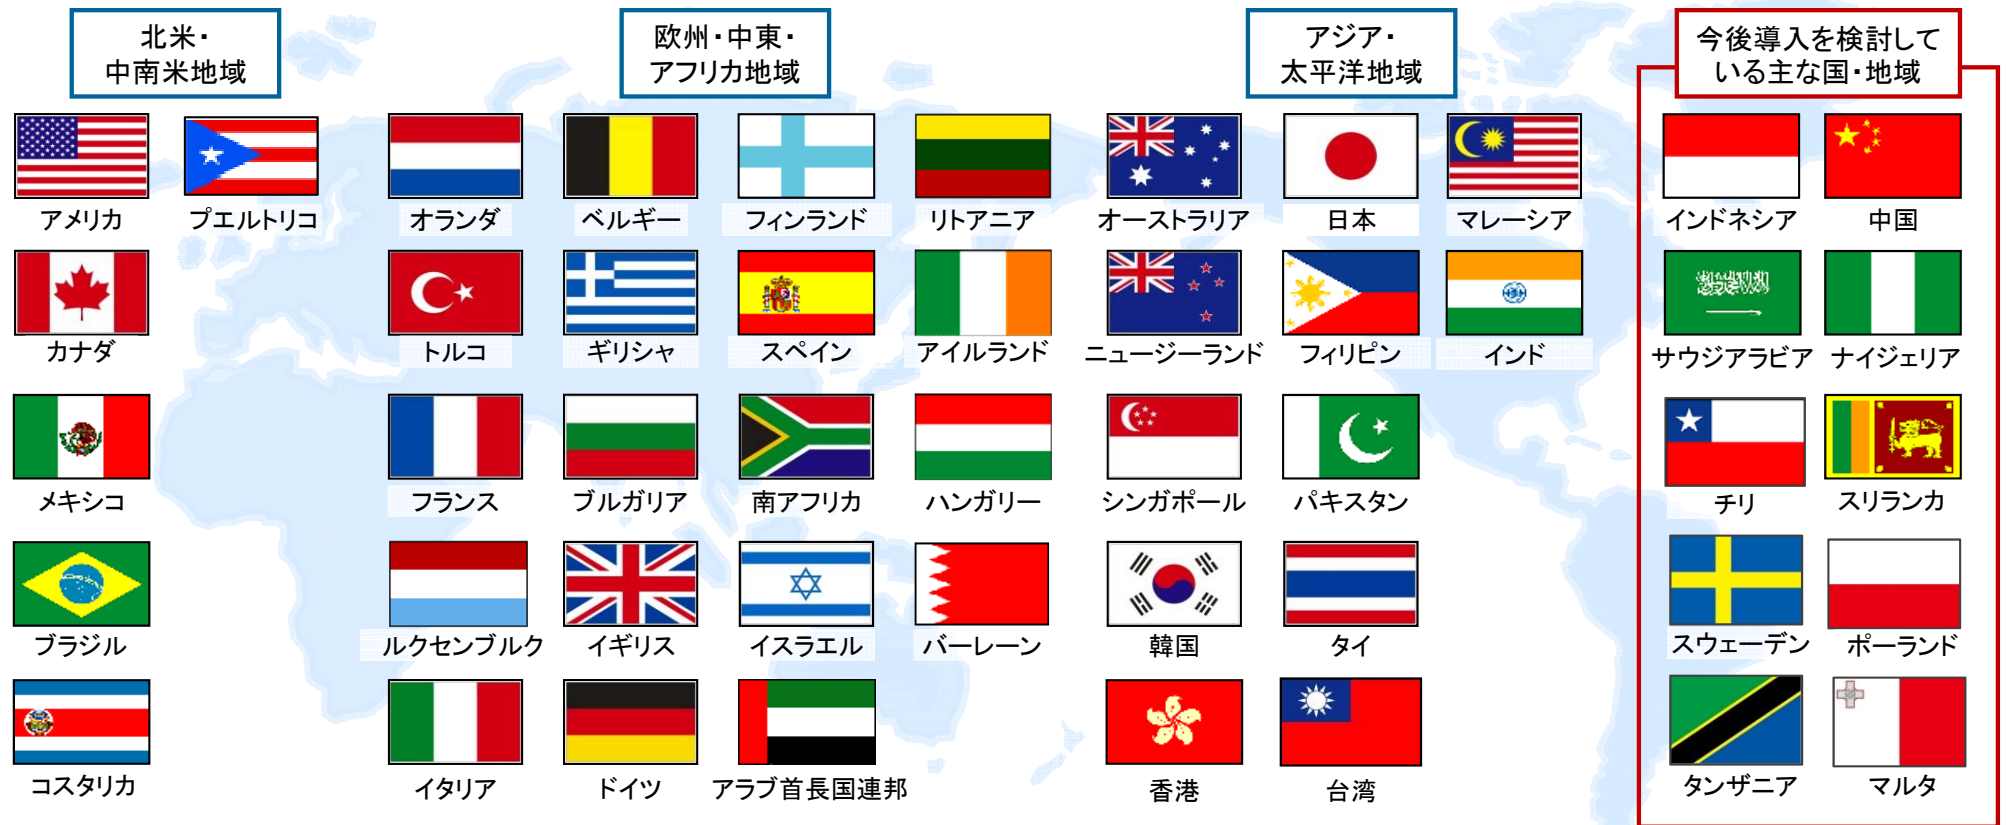 北米・
中南米地域
欧州・中東・
アフリカ地域
アジア・
太平洋地域
今後導入を検討して
いる主な国・地域
アメリカ
プエルトリコ
オランダ
ベルギー
フィンランド
リトアニア
オーストラリア
日本
マレーシア
インドネシア
中国
カナダ
トルコ
ギリシャ
スペイン
アイルランド
ニュージーランド
フィリピン
インド
サウジアラビア
ナイジェリア
メキシコ
フランス
ブルガリア
南アフリカ
ハンガリー
シンガポール
パキスタン
チリ
スリランカ
ブラジル
ルクセンブルク
イギリス
イスラエル
バーレーン
韓国
タイ
スウェーデン
ポーランド
コスタリカ
イタリア
ドイツ
アラブ首長国連邦
香港
台湾
タンザニア
マルタ